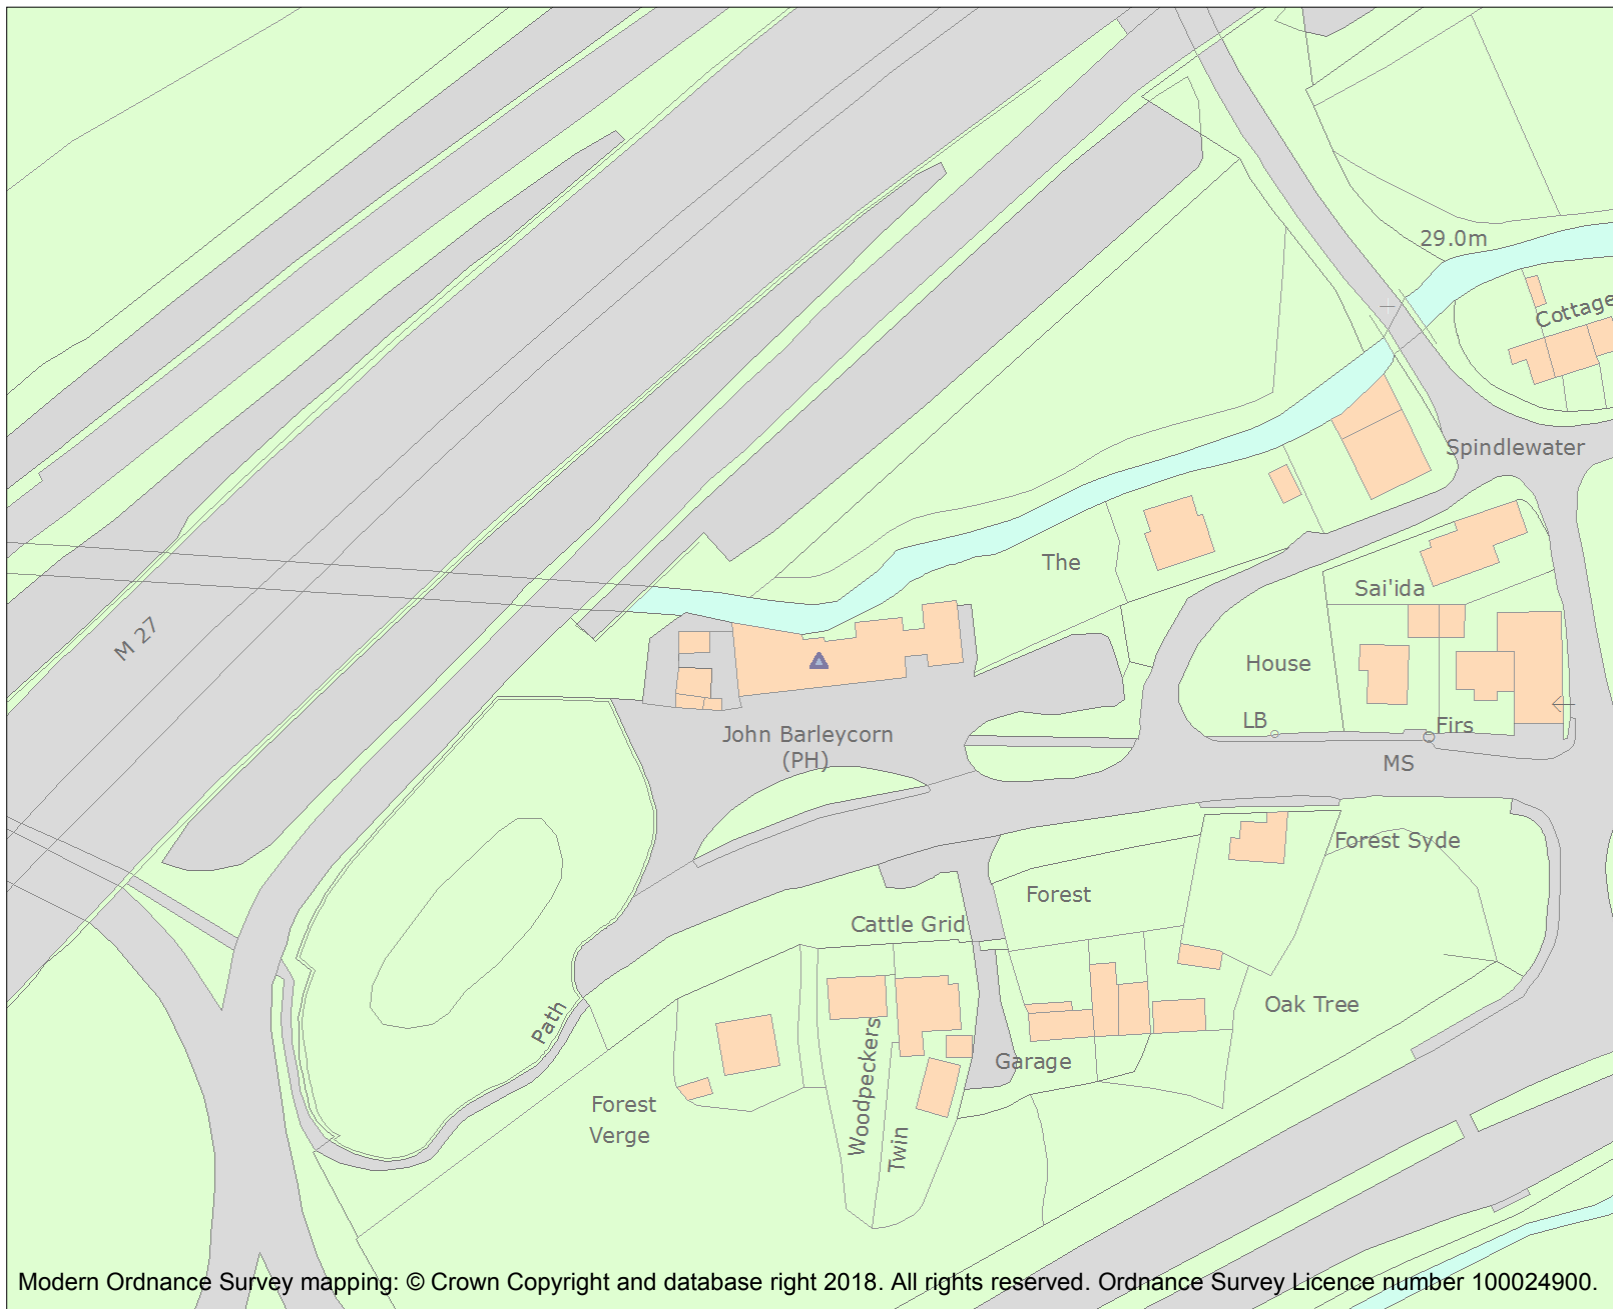 29.0m
Cottage
Spindlewater
The
Sai'ida
M 27
House
LB
Firs
John Barleycorn
(PH)
MS
Forest Syde
Forest
Cattle Grid
Oak Tree
Path
Woodpeckers
Garage
Forest
Verge
Twin
Modern Ordnance Survey mapping: © Crown Copyright and database right 2018. All rights reserved. Ordnance Survey Licence number 100024900.